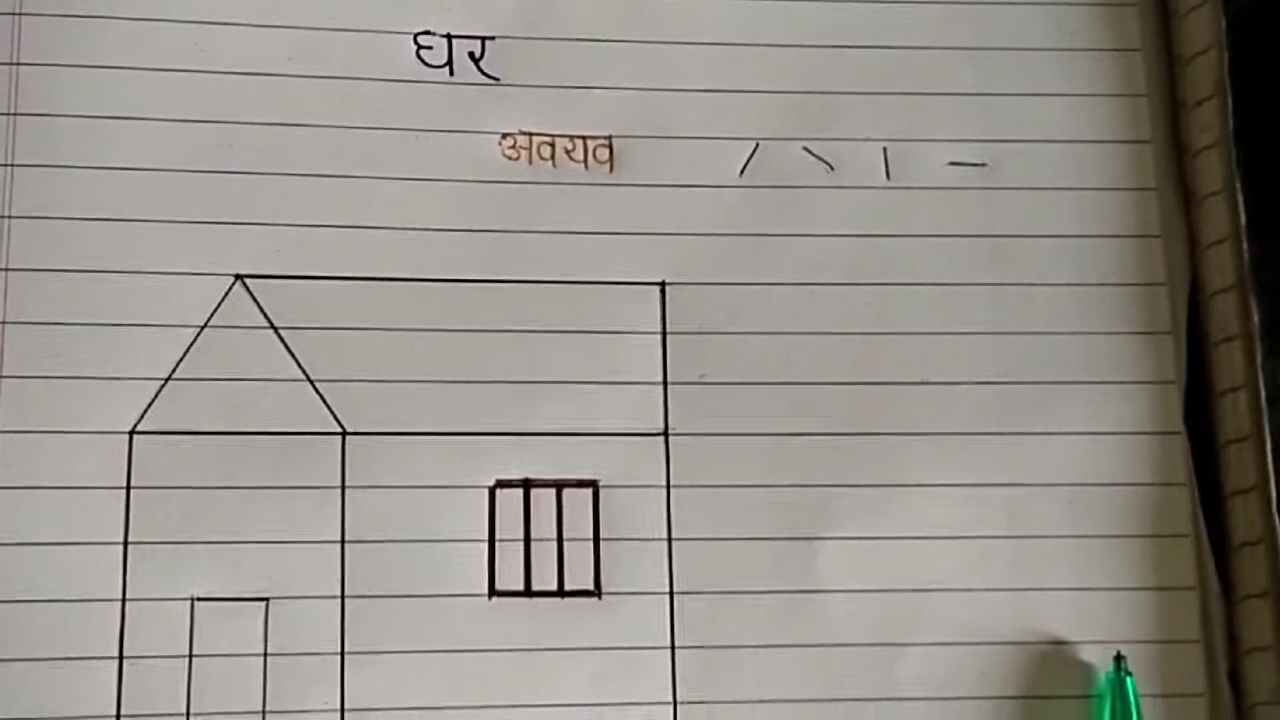 घर
अवयव / \ | —